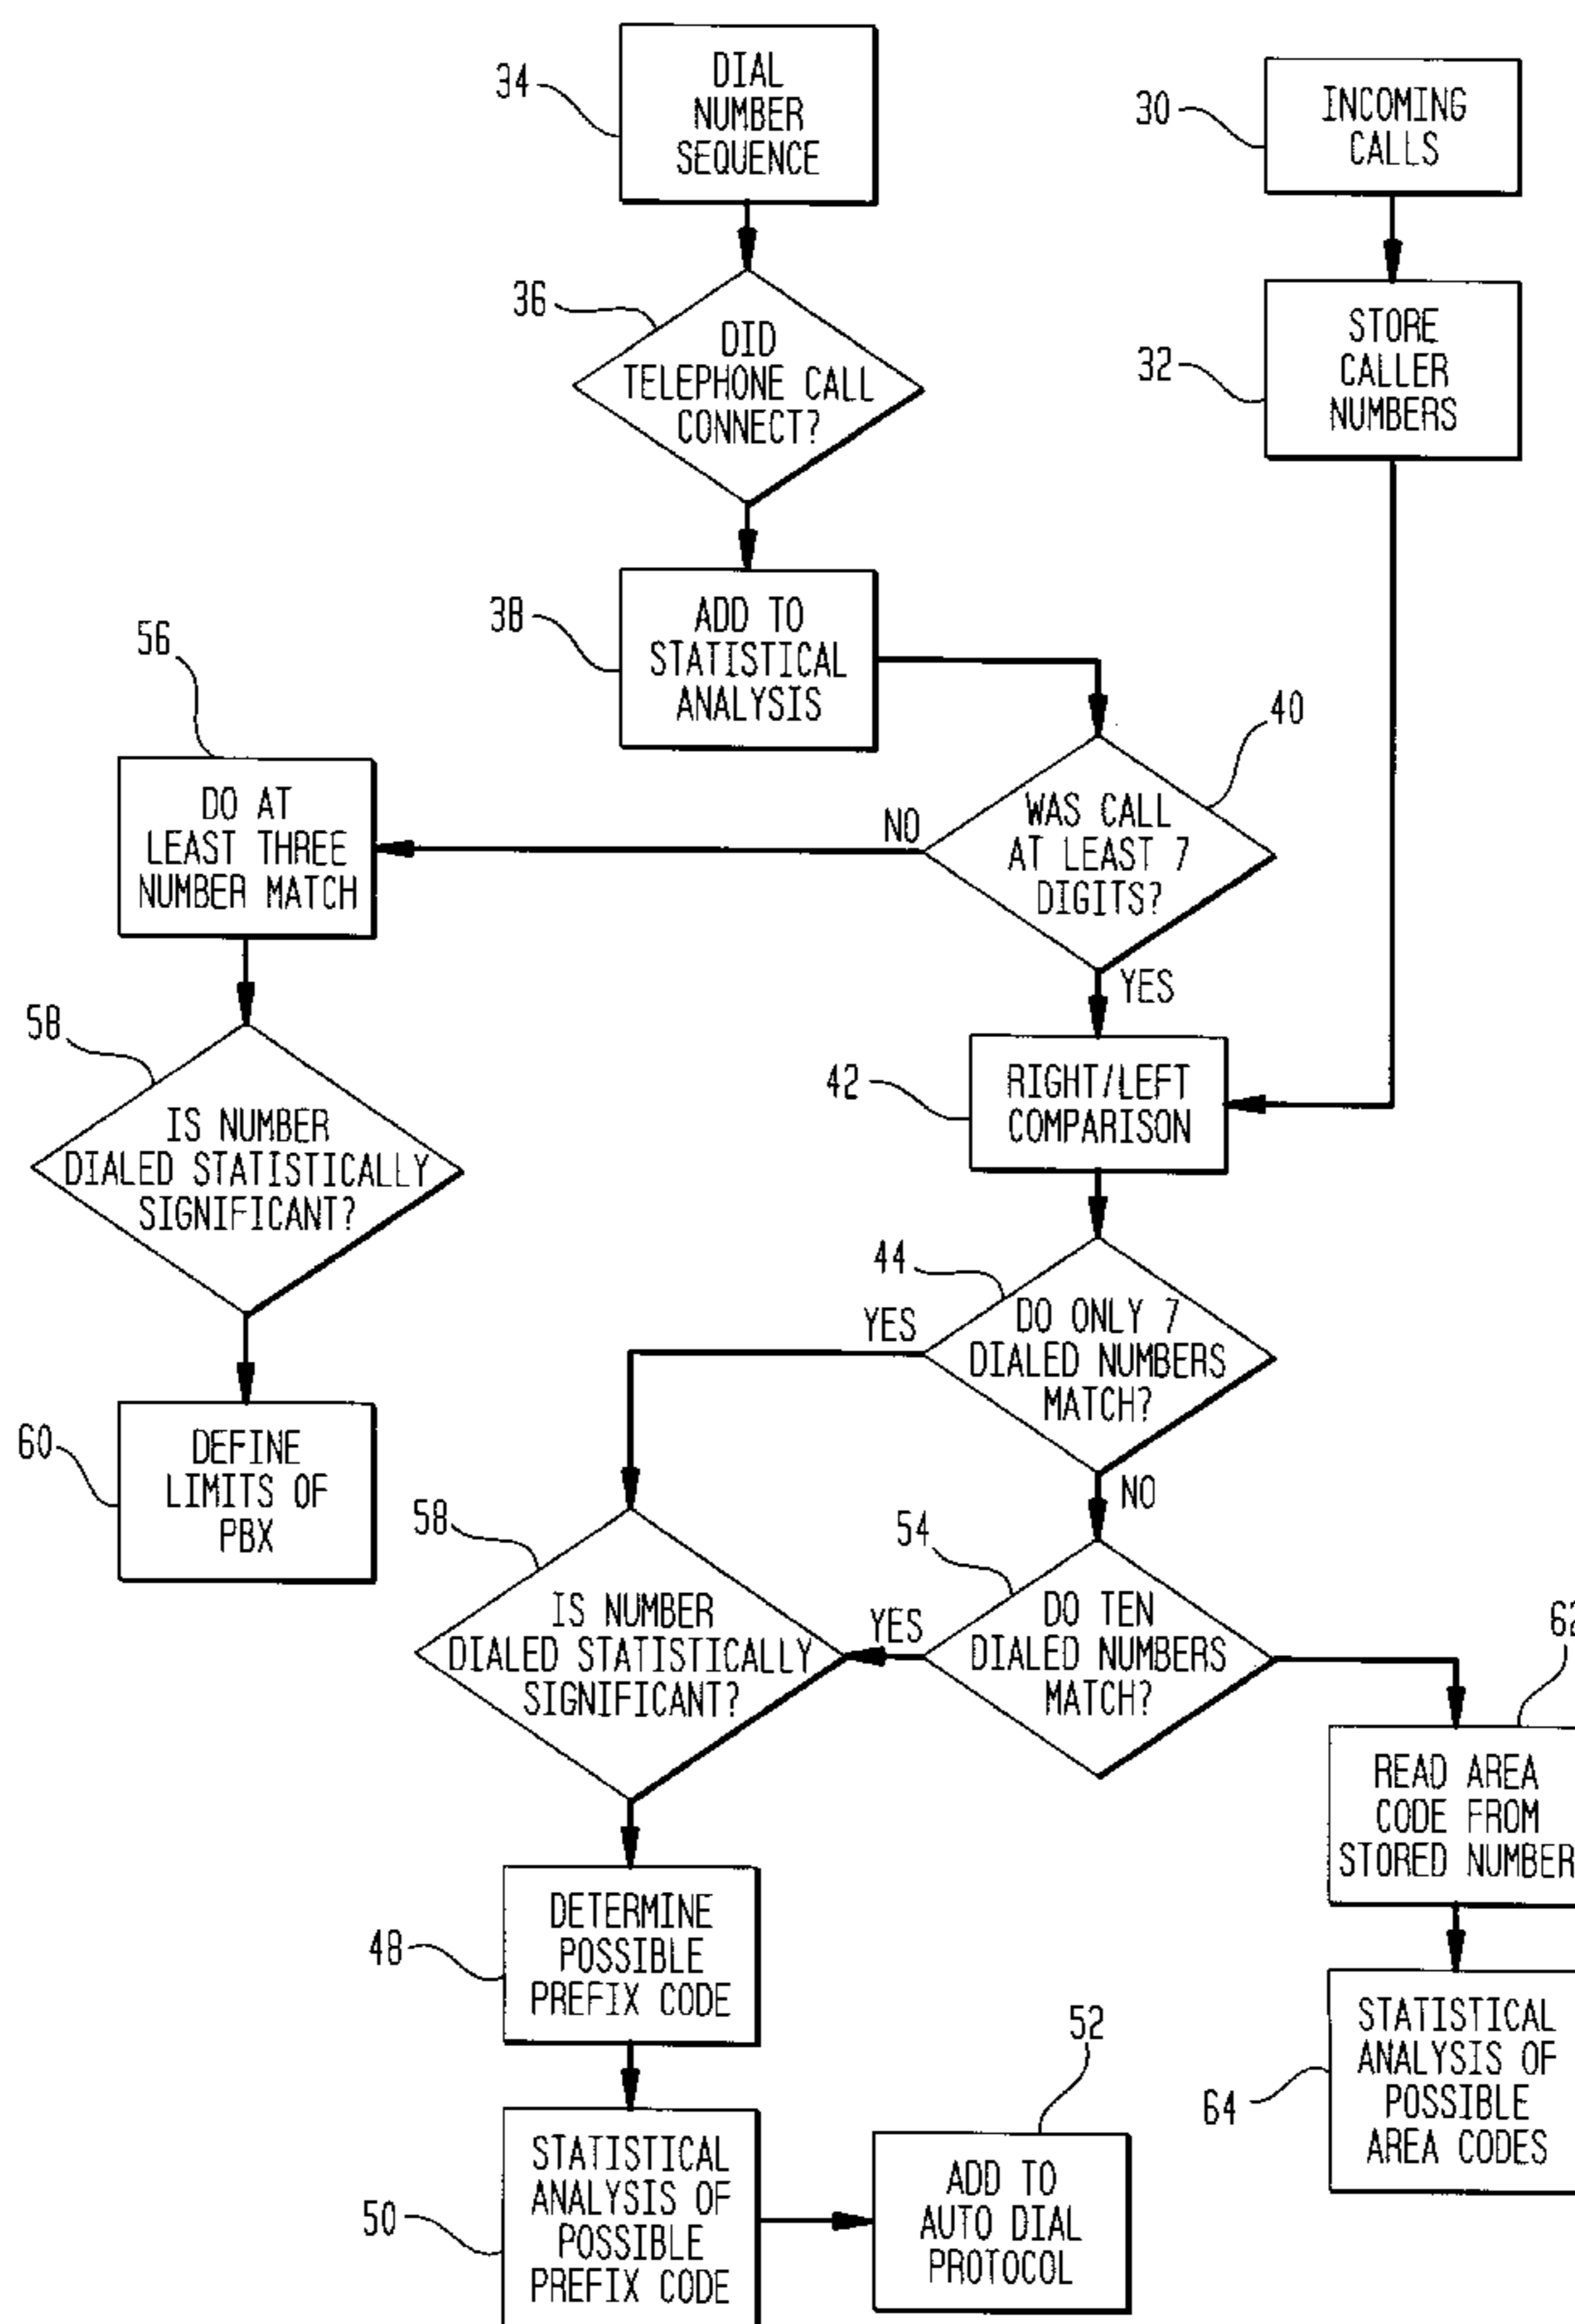 34
DIAL
NUMBER
SEQUENCE
30
INCOMING
CALLS
36
DID
TELEPHONE CALL
CONNECT?
32
STORE
CALLER
NUMBERS
38
ADD TO
STATISTICAL
ANALYSIS
56
DO AT
LEAST THREE
NUMBER MATCH
40
WAS CALL
AT LEAST 7
DIGITS?
NO
YES
58
IS NUMBER
DIALED STATISTICALLY
SIGNIFICANT?
42
RIGHT/LEFT
COMPARISON
44
DO ONLY 7
DIALED NUMBERS
MATCH?
YES
NO
60
DEFINE
LIMITS OF
PBX
58
IS NUMBER
DIALED STATISTICALLY
SIGNIFICANT?
54
DO TEN
DIALED NUMBERS
MATCH?
YES
62
READ AREA
CODE FROM
STORED NUMBER
48
DETERMINE
POSSIBLE
PREFIX CODE
64
STATISTICAL
ANALYSIS OF
POSSIBLE
AREA CODES
50
STATISTICAL
ANALYSIS OF
POSSIBLE
PREFIX CODE
52
ADD TO
AUTO DIAL
PROTOCOL